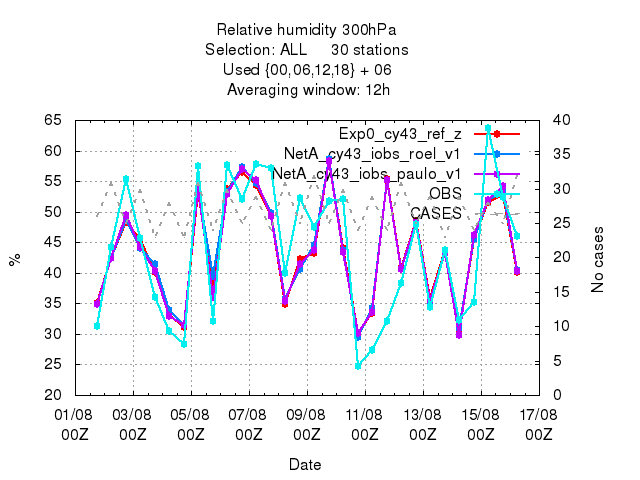 Relative humidity 300hPa
Selection: ALL 30 stations
Used {00,06,12,18} + 06
Averaging window: 12h
65
60
55
50
45
40
35
30
25
20
%
40
35
30
25
20
15
10
5
0
No cases
Exp0_cy43_ref_z
NetA_cy43_iobs_roel_v1
NetA_cy43_iobs_paulo_v1
OBS
CASES
01/08 03/08 05/08 07/08 09/08 11/08 13/08 15/08 17/08
00Z 00Z 00Z 00Z 00Z 00Z 00Z 00Z 00Z
Date